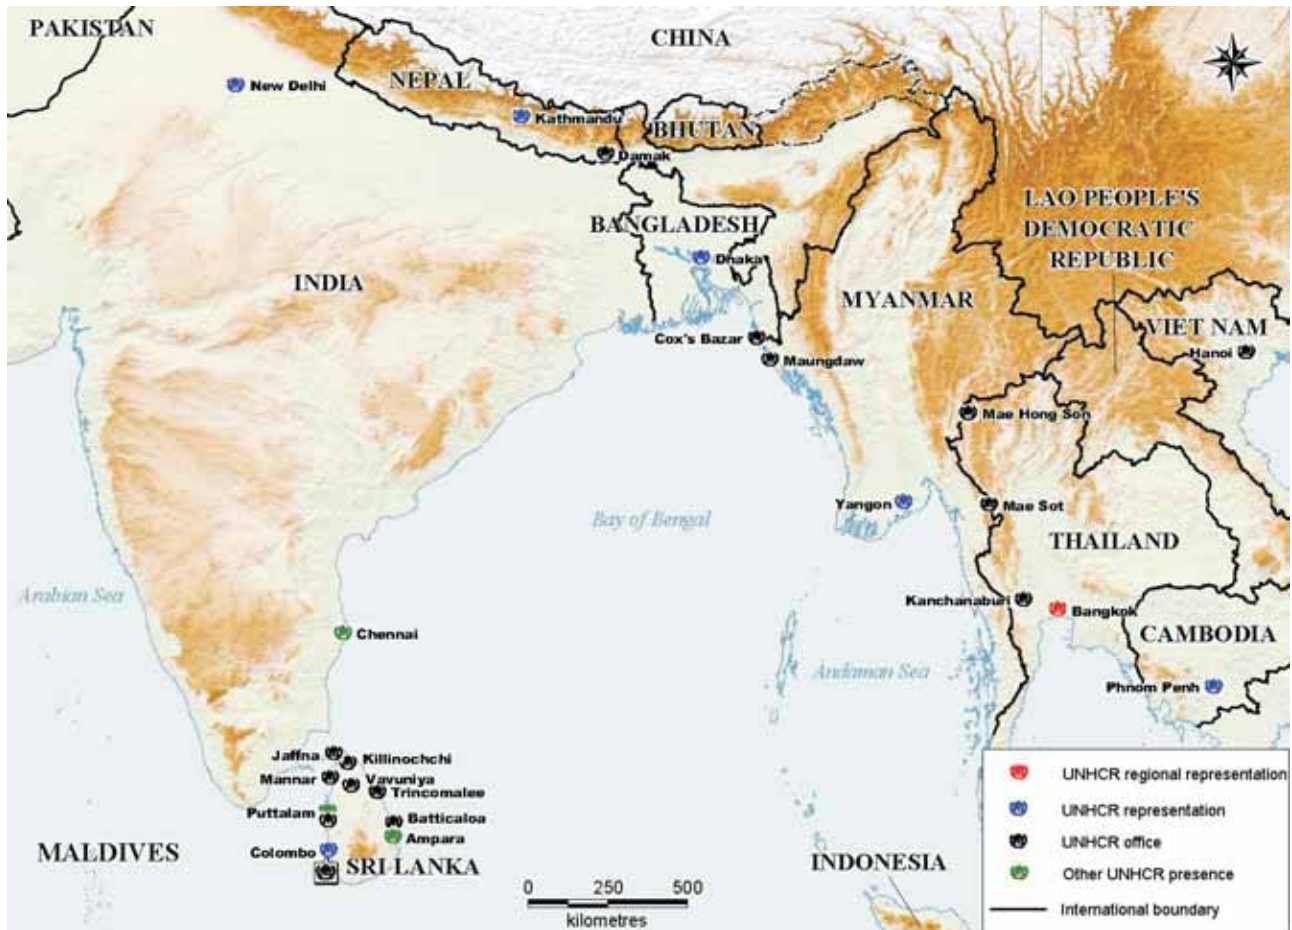 PAKISTAN
CHINA
New Delhi
NEPAL
Kathmandu
BHUTAN
Damak
LAO PEOPLE'S
DEMOCRATIC
REPUBLIC
BANGLADESH
Dhaka
INDIA
MYANMAR
VIET NAM
Hanoi
Cox's Bazar
Maungdaw
Mae Hong Son
Yangon
Mae Sot
Bay of Bengal
THAILAND
Arabian Sea
Kanchanaburi
Bangkok
Chennai
CAMBODIA
Andaman Sea
Phnom Penh
Jaffna
Killinochchi
Mannar
Vavuniya
Trincomalee
Puttalam
Batticaloa
Ampara
Colombo
MALDIVES
SRI LANKA
INDONESIA
0 250 500
kilometres
UNHCR regional representation
UNHCR representation
UNHCR office
Other UNHCR presence
International boundary